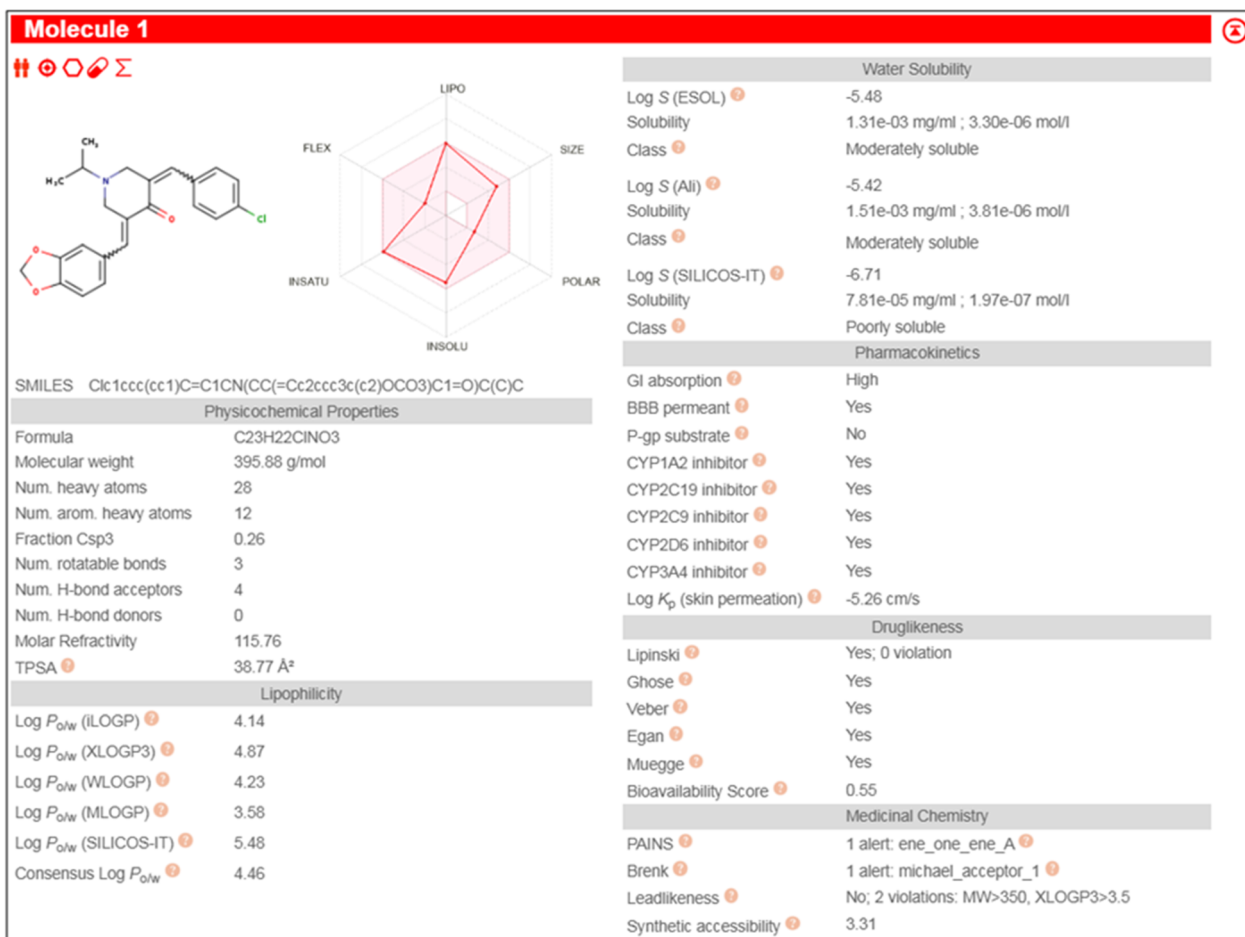 Molecule 1
CH₃
H₃C
N
O
Cl
O
O
LIPO
FLEX
SIZE
INSATU
POLAR
INSOLU
SMILES Clc1ccc(cc1)C=C1CN(CC(=Cc2ccc3c(c2)OCO3)C1=O)C(C)C
Physicochemical Properties
Formula C23H22ClNO3
Molecular weight 395.88 g/mol
Num. heavy atoms 28
Num. arom. heavy atoms 12
Fraction Csp3 0.26
Num. rotatable bonds 3
Num. H-bond acceptors 4
Num. H-bond donors 0
Molar Refractivity 115.76
TPSA ? 38.77 Å²
Lipophilicity
Log Po/w (iLOGP) ? 4.14
Log Po/w (XLOGP3) ? 4.87
Log Po/w (WLOGP) ? 4.23
Log Po/w (MLOGP) ? 3.58
Log Po/w (SILICOS-IT) ? 5.48
Consensus Log Po/w ? 4.46
Water Solubility
Log S (ESOL) ? -5.48
Solubility 1.31e-03 mg/ml ; 3.30e-06 mol/l
Class ? Moderately soluble
Log S (Ali) ? -5.42
Solubility 1.51e-03 mg/ml ; 3.81e-06 mol/l
Class ? Moderately soluble
Log S (SILICOS-IT) ? -6.71
Solubility 7.81e-05 mg/ml ; 1.97e-07 mol/l
Class ? Poorly soluble
Pharmacokinetics
GI absorption ? High
BBB permeant ? Yes
P-gp substrate ? No
CYP1A2 inhibitor ? Yes
CYP2C19 inhibitor ? Yes
CYP2C9 inhibitor ? Yes
CYP2D6 inhibitor ? Yes
CYP3A4 inhibitor ? Yes
Log Kp (skin permeation) ? -5.26 cm/s
Druglikeness
Lipinski ? Yes; 0 violation
Ghose ? Yes
Veber ? Yes
Egan ? Yes
Muegge ? Yes
Bioavailability Score ? 0.55
Medicinal Chemistry
PAINS ? 1 alert: ene_one_ene_A ?
Brenk ? 1 alert: michael_acceptor_1 ?
Leadlikeness ? No; 2 violations: MW>350, XLOGP3>3.5
Synthetic accessibility ? 3.31